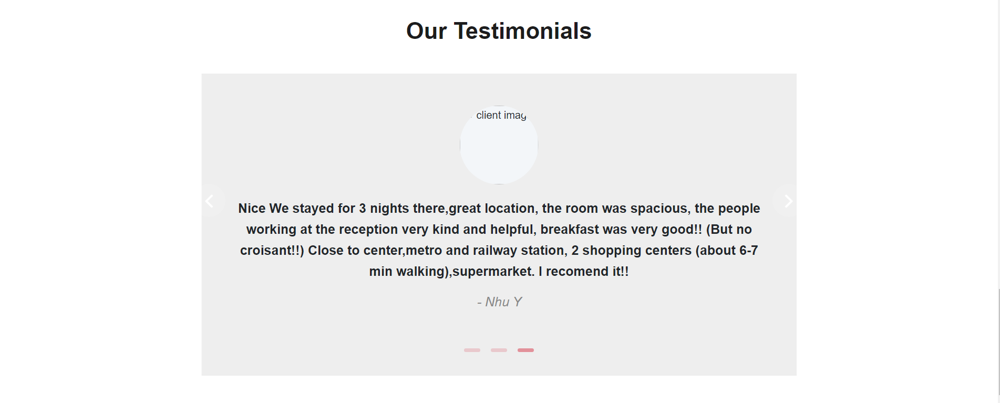 Our Testimonials
client imag
Nice We stayed for 3 nights there,great location, the room was spacious, the people
working at the reception very kind and helpful, breakfast was very good!! (But no
croisant!!) Close to center,metro and railway station, 2 shopping centers (about 6-7
min walking),supermarket. I recomend it!!
- Nhu Y